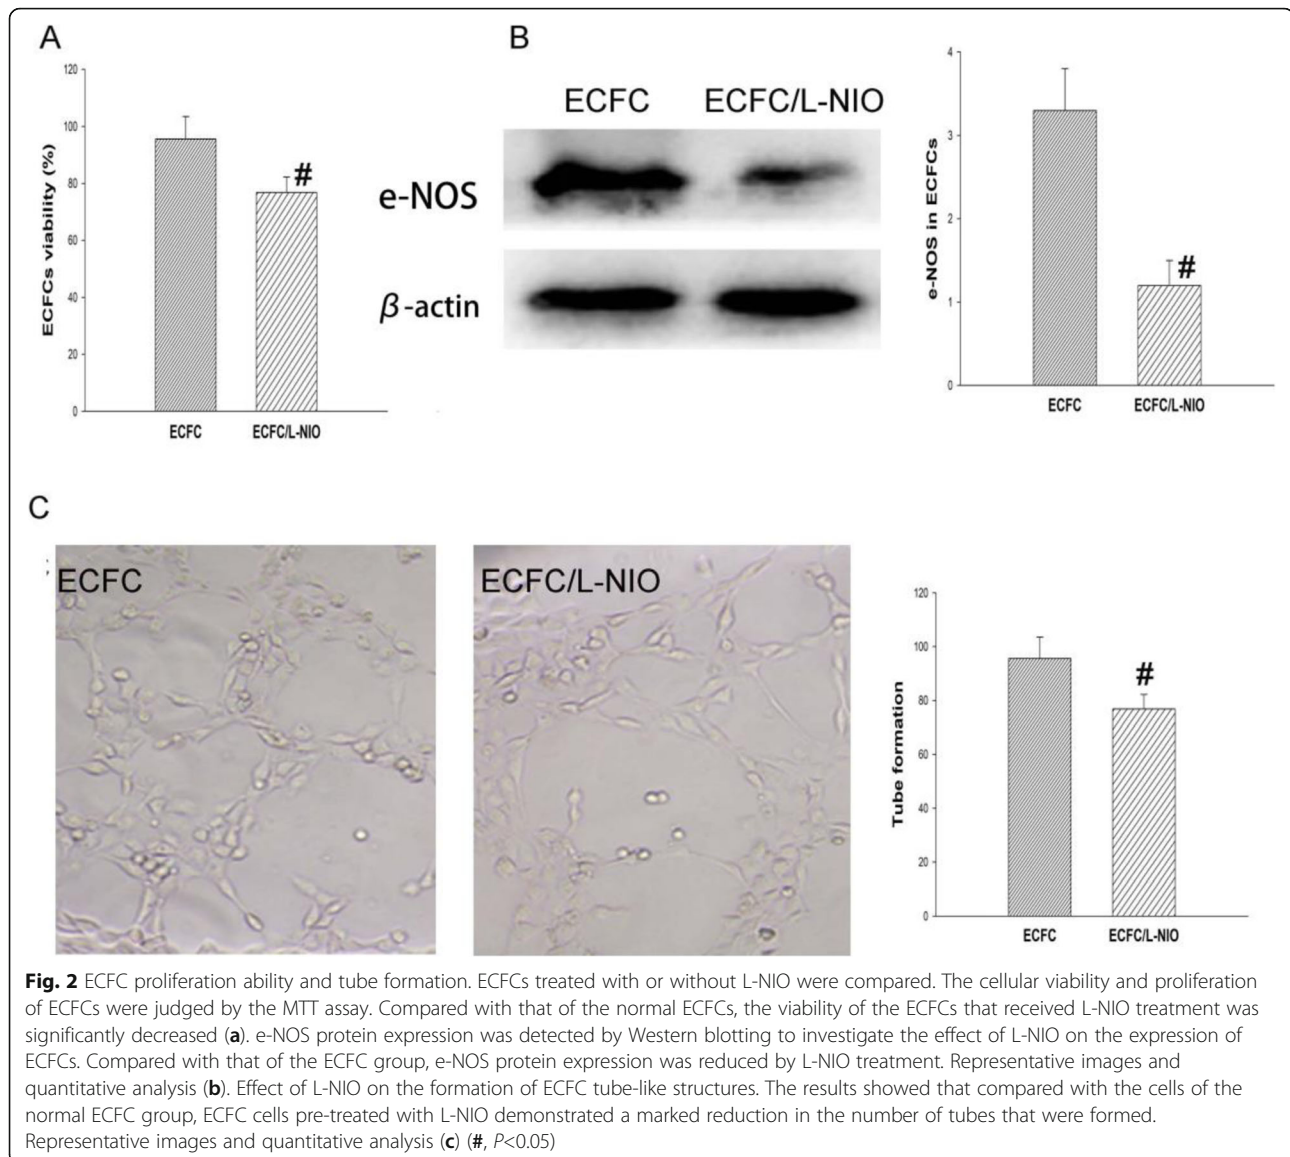 A
120
100
80
60
40
20
0
ECFCs viability (%)
#
ECFC
ECFC/L-NIO
B
ECFC ECFC/L-NIO
e-NOS
β-actin
4
3
2
1
0
e-NOS in ECFCs
#
ECFC
ECFC/L-NIO
C
ECFC
ECFC/L-NIO
120
100
80
60
40
20
0
Tube formation
#
ECFC
ECFC/L-NIO
Fig. 2 ECFC proliferation ability and tube formation. ECFCs treated with or without L-NIO were compared. The cellular viability and proliferation
of ECFCs were judged by the MTT assay. Compared with that of the normal ECFCs, the viability of the ECFCs that received L-NIO treatment was
significantly decreased (a). e-NOS protein expression was detected by Western blotting to investigate the effect of L-NIO on the expression of
ECFCs. Compared with that of the ECFC group, e-NOS protein expression was reduced by L-NIO treatment. Representative images and
quantitative analysis (b). Effect of L-NIO on the formation of ECFC tube-like structures. The results showed that compared with the cells of the
normal ECFC group, ECFC cells pre-treated with L-NIO demonstrated a marked reduction in the number of tubes that were formed.
Representative images and quantitative analysis (c) (#, P<0.05)